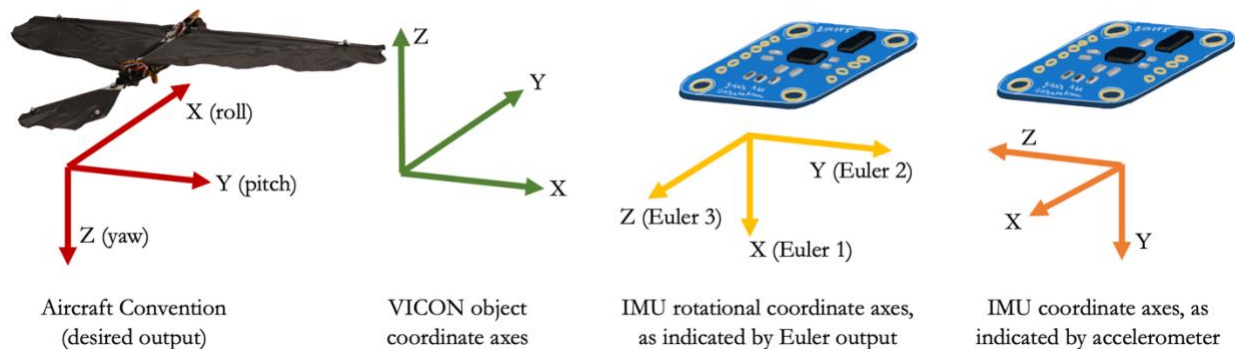 X (roll)
Y (pitch)
Z (yaw)
Aircraft Convention
(desired output)
Z
Y
X
VICON object
coordinate axes
Y (Euler 2)
Z (Euler 3)
X (Euler 1)
IMU rotational coordinate axes,
as indicated by Euler output
Z
X
Y
IMU coordinate axes, as
indicated by accelerometer